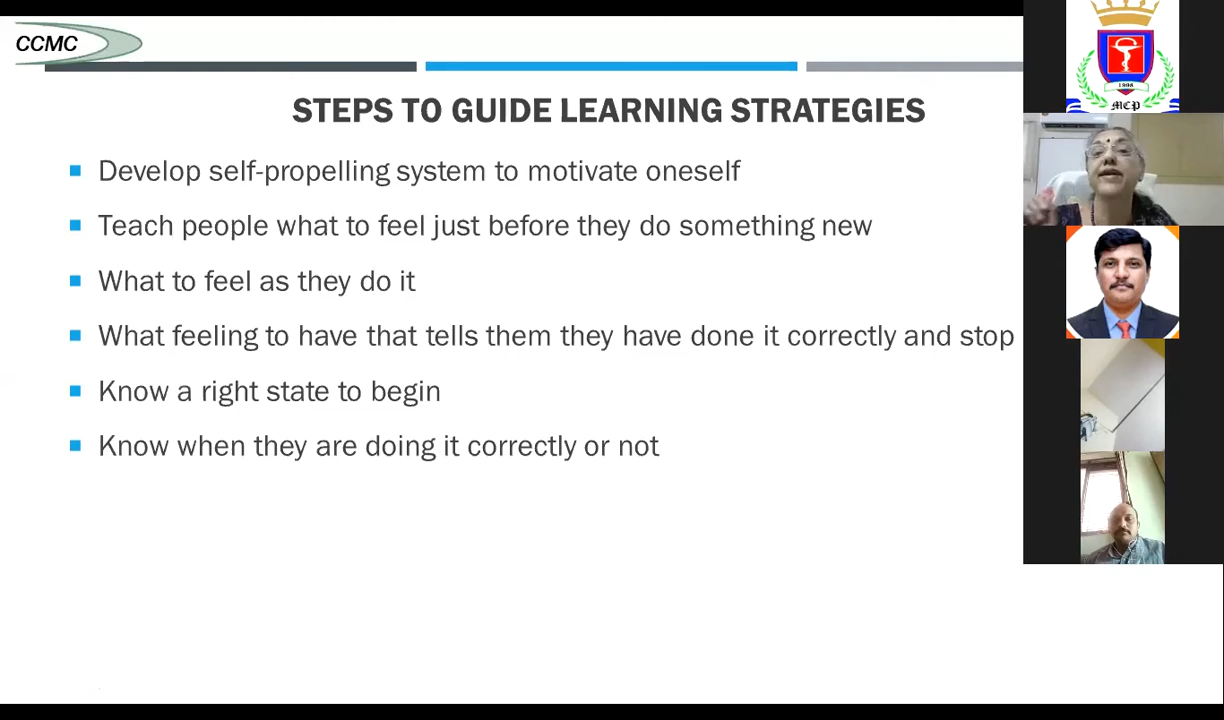 CCMC
STEPS TO GUIDE LEARNING STRATEGIES
Develop self-propelling system to motivate oneself
Teach people what to feel just before they do something new
What to feel as they do it
What feeling to have that tells them they have done it correctly and stop
Know a right state to begin
Know when they are doing it correctly or not
1996
MCP